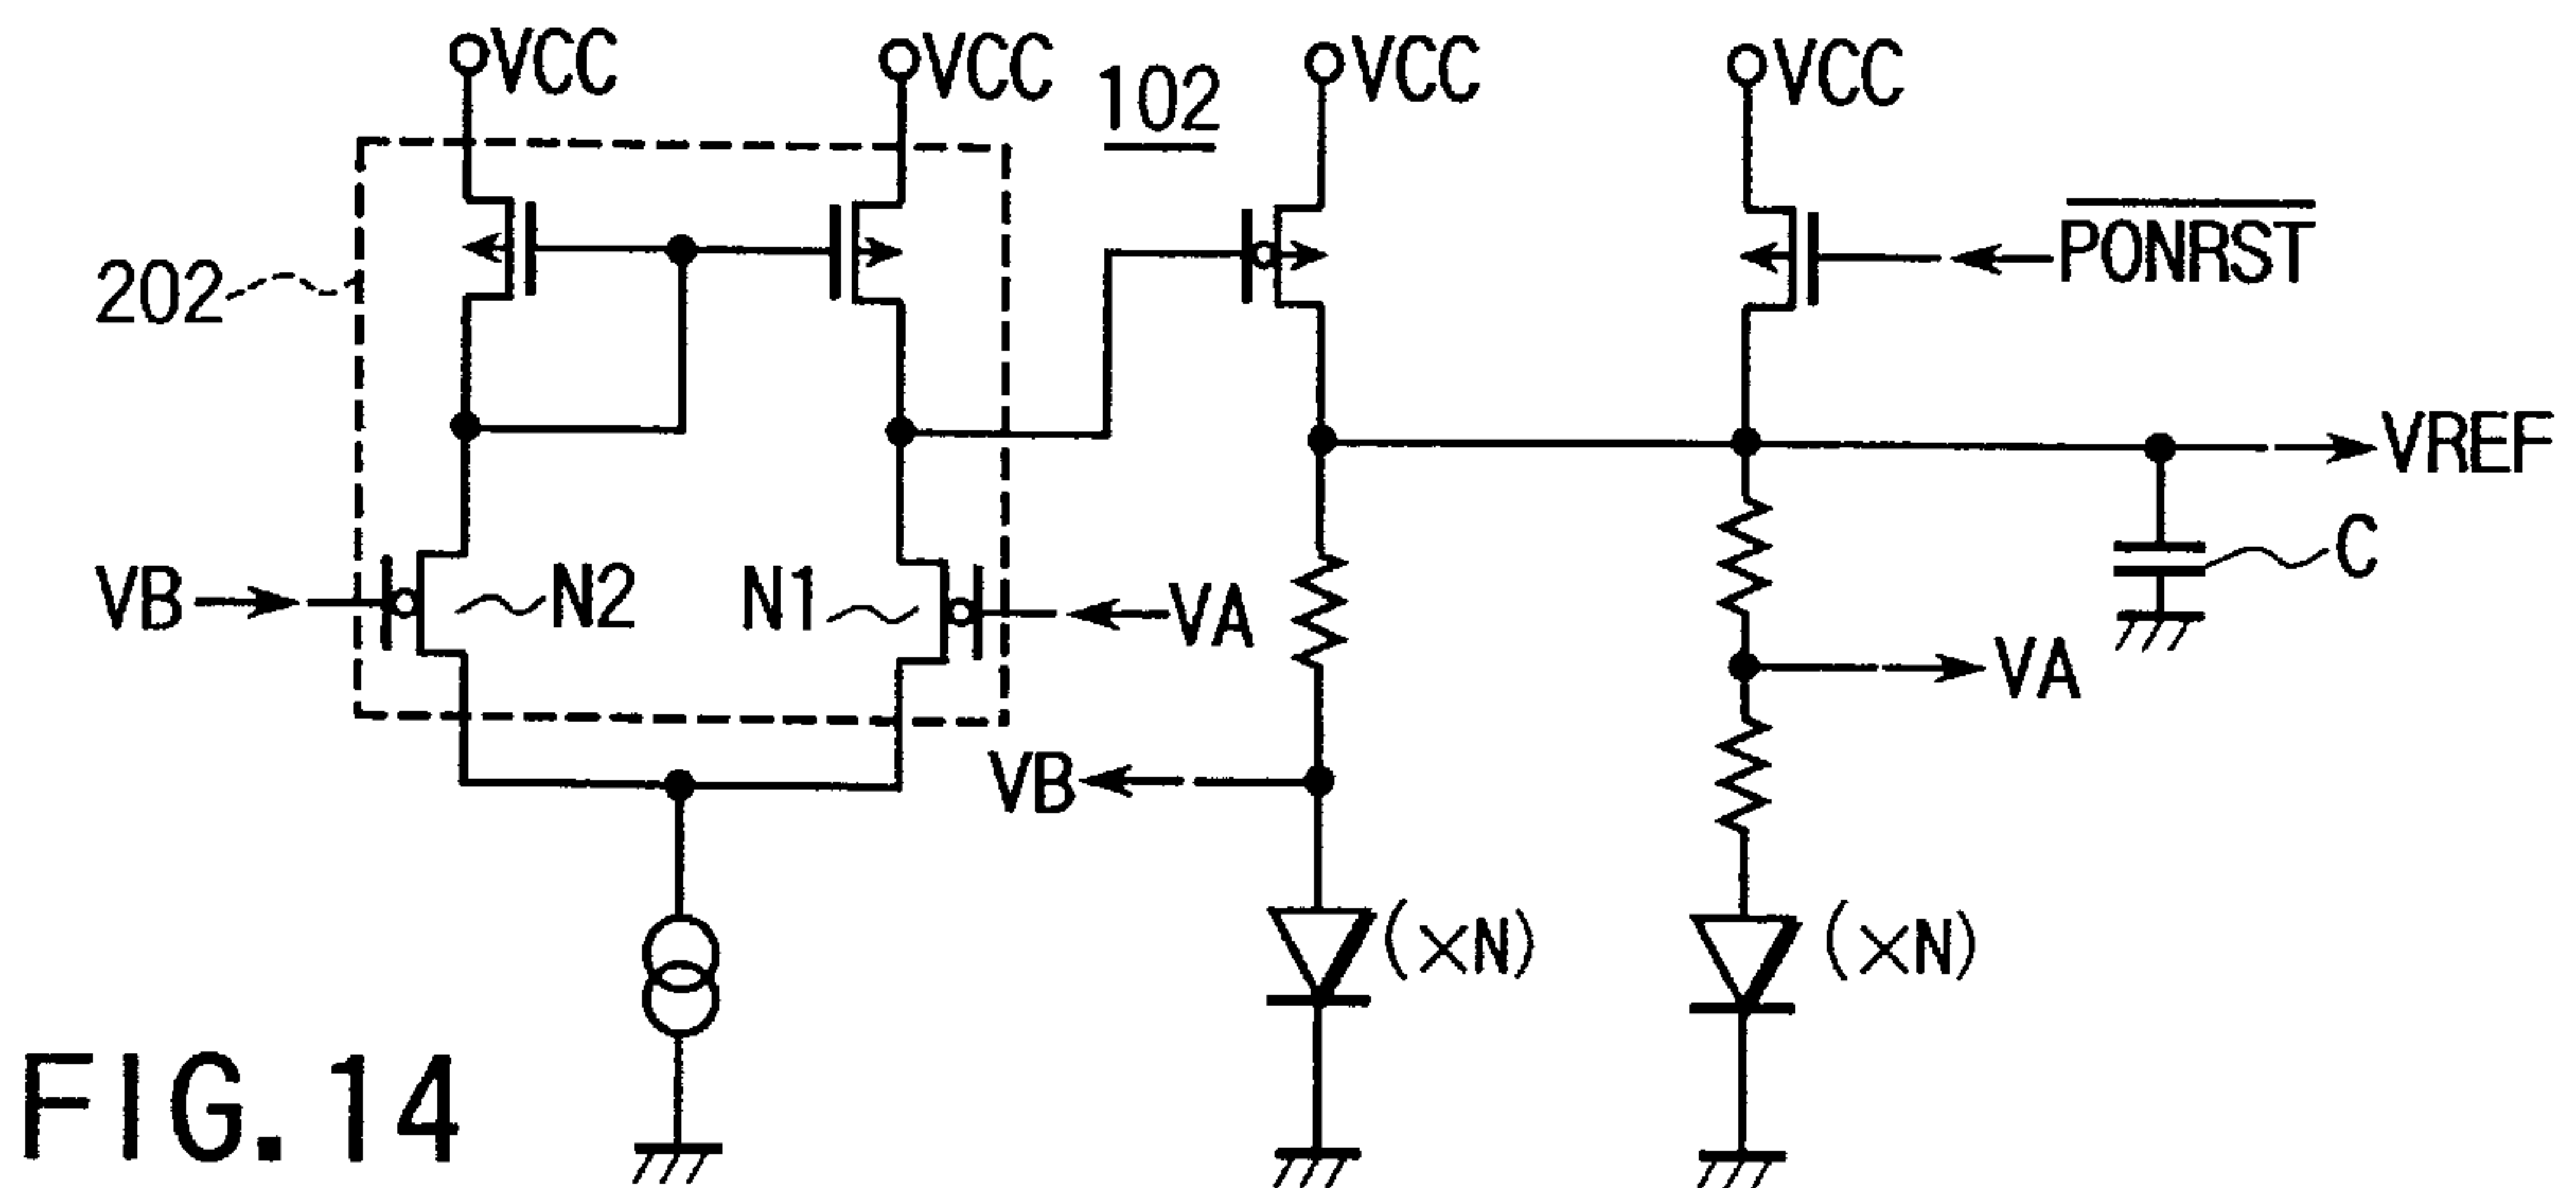 VCC
VCC
102
VCC
VCC
202
PONRST
VREF
VB
N2
N1
VA
C
VA
VB
(×N)
(×N)
FIG.14